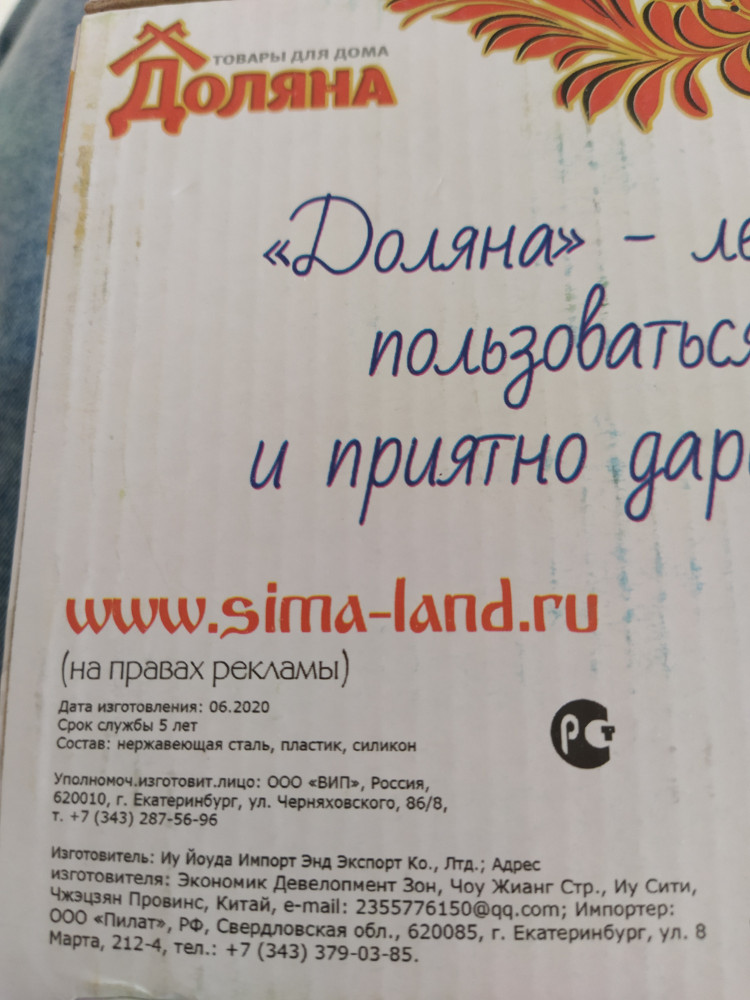 ТОВАРЫ ДЛЯ ДОМА
ДОЛЯНА
«Доляна» – ле
пользоваться
и приятно дар
www.sima-land.ru
(на правах рекламы)
Дата изготовления: 06.2020
Срок службы 5 лет
Состав: нержавеющая сталь, пластик, силикон
РСТ
Уполномоч.изготовит.лицо: ООО «ВИП», Россия,
620010, г. Екатеринбург, ул. Черняховского, 86/8,
т. +7 (343) 287-56-96
Изготовитель: Иу Йоуда Импорт Энд Экспорт Ко., Лтд.; Адрес
изготовителя: Экономик Девелопмент Зон, Чоу Жианг Стр., Иу Сити,
Чжэцзян Провинс, Китай, e-mail: 2355776150@qq.com; Импортер:
ООО «Пилат», РФ, Свердловская обл., 620085, г. Екатеринбург, ул. 8
Марта, 212-4, тел.: +7 (343) 379-03-85.